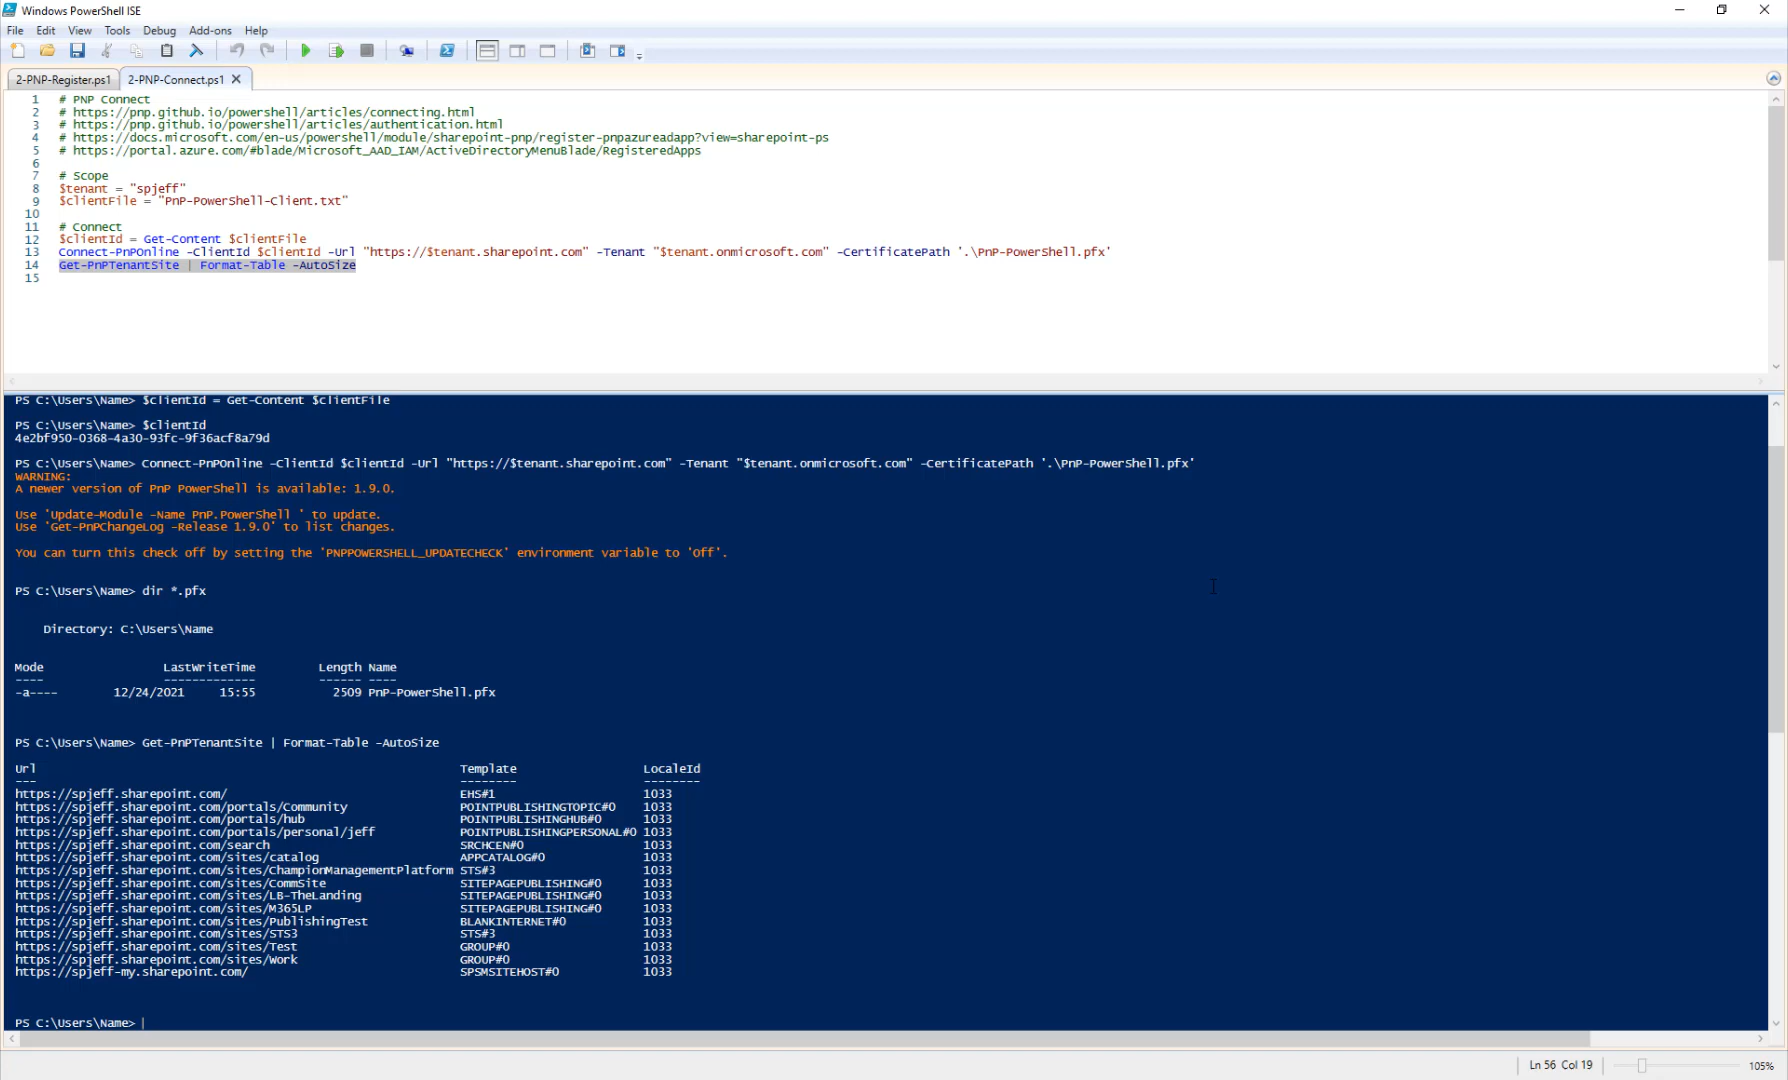 Windows PowerShell ISE
File Edit View Tools Debug Add-ons Help
2-PNP-Register.ps1 2-PNP-Connect.ps1
1 # PNP Connect
2 # https://pnp.github.io/powershell/articles/connecting.html
3 # https://pnp.github.io/powershell/articles/authentication.html
4 # https://docs.microsoft.com/en-us/powershell/module/sharepoint-pnp/register-pnpazureadapp?view=sharepoint-ps
5 # https://portal.azure.com/#blade/Microsoft_AAD_IAM/ActiveDirectoryMenuBlade/RegisteredApps
6
7 # Scope
8 $tenant = "spjeff"
9 $clientFile = "PnP-PowerShell-Client.txt"
10
11 # Connect
12 $clientId = Get-Content $clientFile
13 Connect-PnPOnline -ClientId $clientId -Url "https://$tenant.sharepoint.com" -Tenant "$tenant.onmicrosoft.com" -CertificatePath '.\PnP-PowerShell.pfx'
14 Get-PnPTenantSite | Format-Table -AutoSize
15
PS C:\Users\Name> $clientId = Get-Content $clientFile
PS C:\Users\Name> $clientId
4e2bf950-0368-4a30-93fc-9f36acf8a79d
PS C:\Users\Name> Connect-PnPOnline -ClientId $clientId -Url "https://$tenant.sharepoint.com" -Tenant "$tenant.onmicrosoft.com" -CertificatePath '.\PnP-PowerShell.pfx'
WARNING:
A newer version of PnP PowerShell is available: 1.9.0.
Use 'Update-Module -Name PnP.PowerShell ' to update.
Use 'Get-PnPChangeLog -Release 1.9.0' to list changes.
You can turn this check off by setting the 'PNPPOWERSHELL_UPDATECHECK' environment variable to 'Off'.
PS C:\Users\Name> dir *.pfx
Directory: C:\Users\Name
Mode LastWriteTime Length Name
---- ------------- ------ ----
-a---- 12/24/2021 15:55 2509 PnP-PowerShell.pfx
PS C:\Users\Name> Get-PnPTenantSite | Format-Table -AutoSize
Url Template LocaleId
--- -------- --------
https://spjeff.sharepoint.com/ EHS#1 1033
https://spjeff.sharepoint.com/portals/Community POINTPUBLISHINGTOPIC#0 1033
https://spjeff.sharepoint.com/portals/hub POINTPUBLISHINGHUB#0 1033
https://spjeff.sharepoint.com/portals/personal/jeff POINTPUBLISHINGPERSONAL#0 1033
https://spjeff.sharepoint.com/search SRCHCEN#0 1033
https://spjeff.sharepoint.com/sites/catalog APPCATALOG#0 1033
https://spjeff.sharepoint.com/sites/ChampionManagementPlatform STS#3 1033
https://spjeff.sharepoint.com/sites/CommSite SITEPAGEPUBLISHING#0 1033
https://spjeff.sharepoint.com/sites/LB-TheLanding SITEPAGEPUBLISHING#0 1033
https://spjeff.sharepoint.com/sites/M365LP SITEPAGEPUBLISHING#0 1033
https://spjeff.sharepoint.com/sites/PublishingTest BLANKINTERNET#0 1033
https://spjeff.sharepoint.com/sites/STS3 STS#3 1033
https://spjeff.sharepoint.com/sites/Test GROUP#0 1033
https://spjeff.sharepoint.com/sites/Work GROUP#0 1033
https://spjeff-my.sharepoint.com/ SPSMSITEHOST#0 1033
PS C:\Users\Name>
Ln 56 Col 19 105%